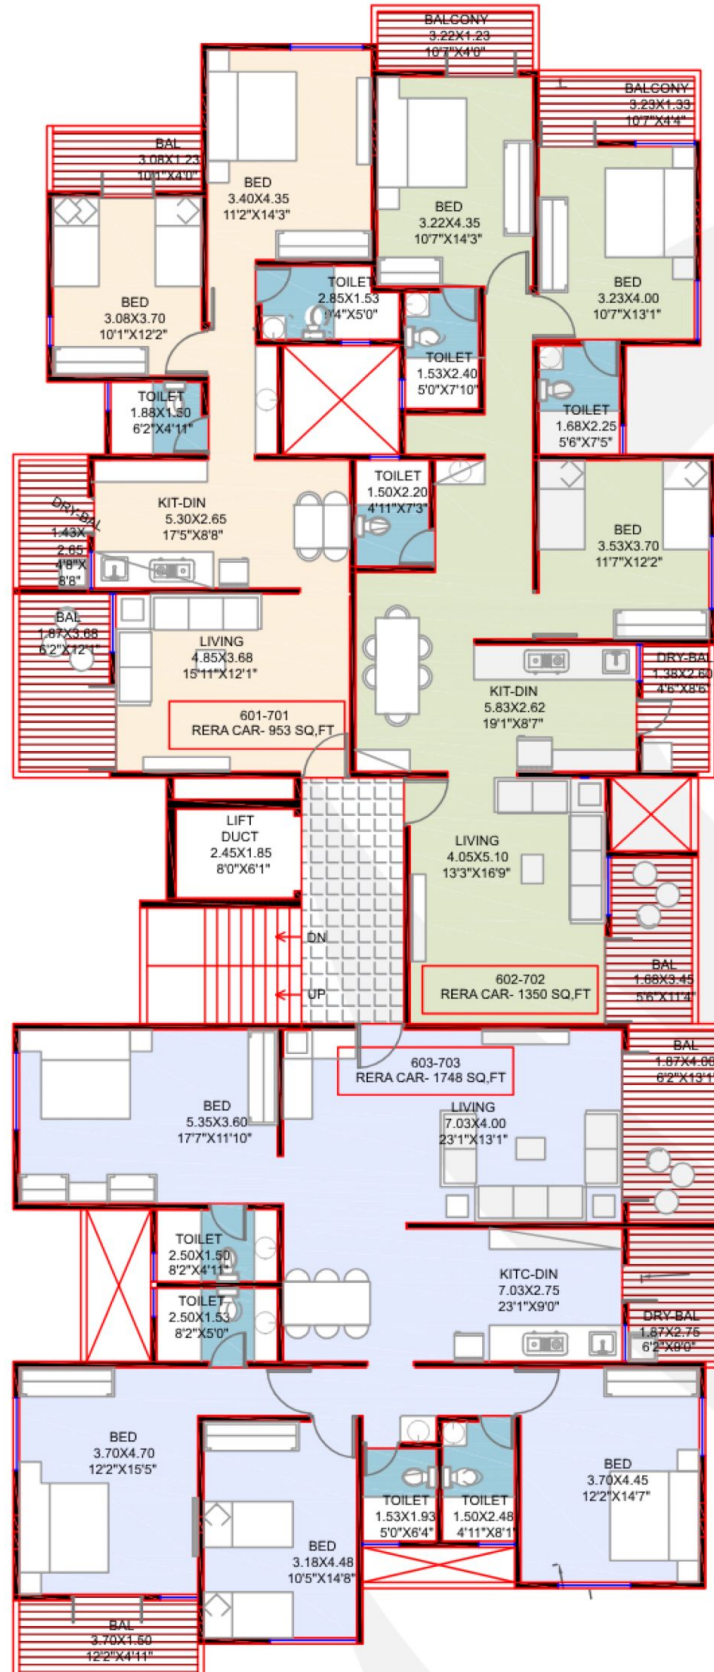 BALCONY
3.22X1.23
10'7"X4'0"
BALCONY
3.23X1.33
10'7"X4'4"
BAL
3.08X1.23
10'1"X4'0"
BED
3.40X4.35
11'2"X14'3"
BED
3.22X4.35
10'7"X14'3"
BED
3.08X3.70
10'1"X12'2"
BED
3.23X4.00
10'7"X13'1"
TOILET
2.85X1.53
9'4"X5'0"
TOILET
1.53X2.40
5'0"X7'10"
TOILET
1.88X1.50
6'2"X4'11"
TOILET
1.68X2.25
5'6"X7'5"
TOILET
1.50X2.20
4'11"X7'3"
DRY-BAL
1.43X
2.65
4'8"X
8'8"
KIT-DIN
5.30X2.65
17'5"X8'8"
BED
3.53X3.70
11'7"X12'2"
BAL
1.87X3.68
6'2"X12'1"
LIVING
4.85X3.68
15'11"X12'1"
601-701
RERA CAR- 953 SQ,FT
KIT-DIN
5.83X2.62
19'1"X8'7"
DRY-BAL
1.38X2.60
4'6"X8'6"
LIFT
DUCT
2.45X1.85
8'0"X6'1"
LIVING
4.05X5.10
13'3"X16'9"
DN
UP
BAL
1.68X3.45
5'6"X11'4"
602-702
RERA CAR- 1350 SQ,FT
603-703
RERA CAR- 1748 SQ,FT
BAL
1.87X4.00
6'2"X13'1"
BED
5.35X3.60
17'7"X11'10"
LIVING
7.03X4.00
23'1"X13'1"
TOILET
2.50X1.50
8'2"X4'11"
TOILET
2.50X1.53
8'2"X5'0"
KITC-DIN
7.03X2.75
23'1"X9'0"
DRY-BAL
1.87X2.75
6'2"X9'0"
BED
3.70X4.70
12'2"X15'5"
BED
3.18X4.48
10'5"X14'8"
TOILET
1.53X1.93
5'0"X6'4"
TOILET
1.50X2.48
4'11"X8'1"
BED
3.70X4.45
12'2"X14'7"
BAL
3.70X1.50
12'2"X4'11"